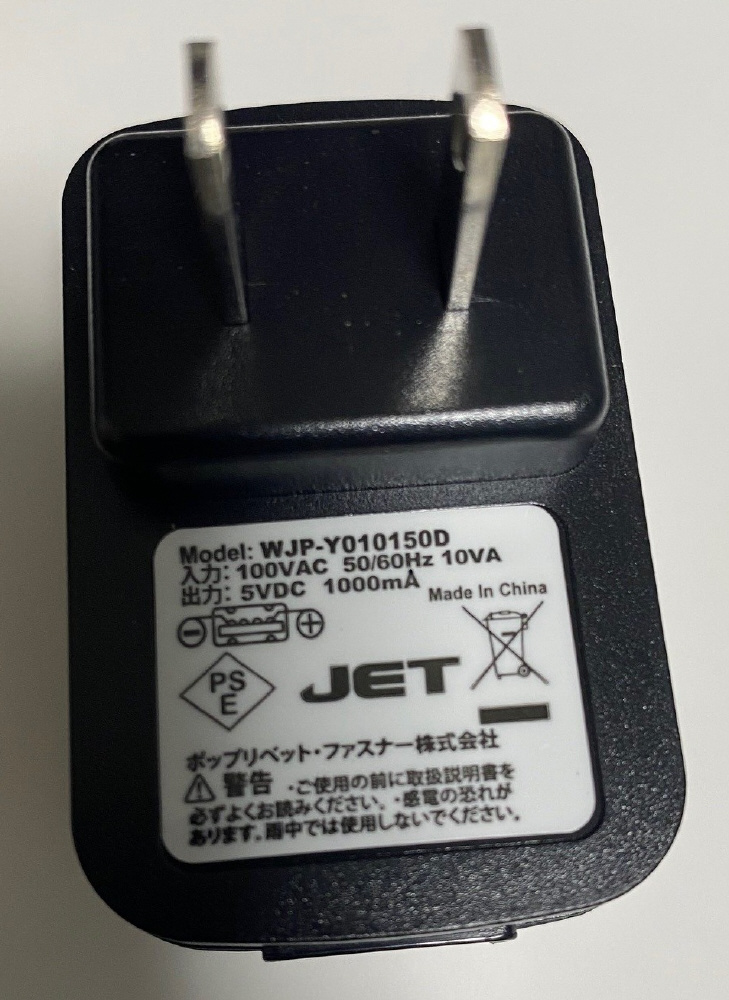 Model: WJP-Y010150D
入力: 100VAC 50/60Hz 10VA
出力: 5VDC 1000mA
Made In China
PS
E
JET
ポップリベット・ファスナー株式会社
警告 ・ご使用の前に取扱説明書を
必ずよくお読みください。・感電の恐れが
あります。雨中では使用しないでください。